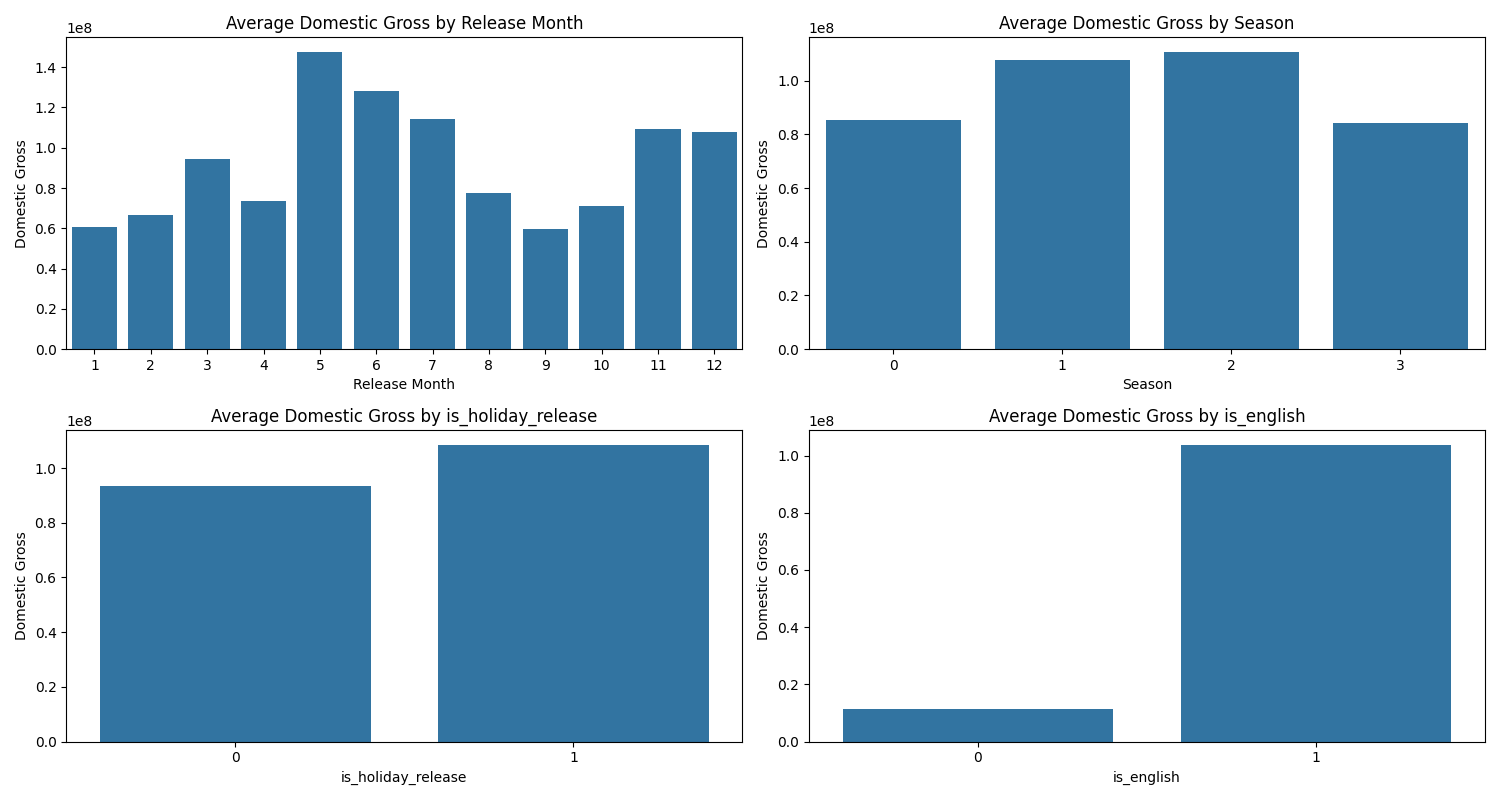 Average Domestic Gross by Release Month
1e8
1.4
1.2
1.0
0.8
0.6
0.4
0.2
0.0
Domestic Gross
1 2 3 4 5 6 7 8 9 10 11 12
Release Month
Average Domestic Gross by Season
1e8
1.0
0.8
0.6
0.4
0.2
0.0
Domestic Gross
0 1 2 3
Season
Average Domestic Gross by is_holiday_release
1e8
1.0
0.8
0.6
0.4
0.2
0.0
Domestic Gross
0 1
is_holiday_release
Average Domestic Gross by is_english
1e8
1.0
0.8
0.6
0.4
0.2
0.0
Domestic Gross
0 1
is_english